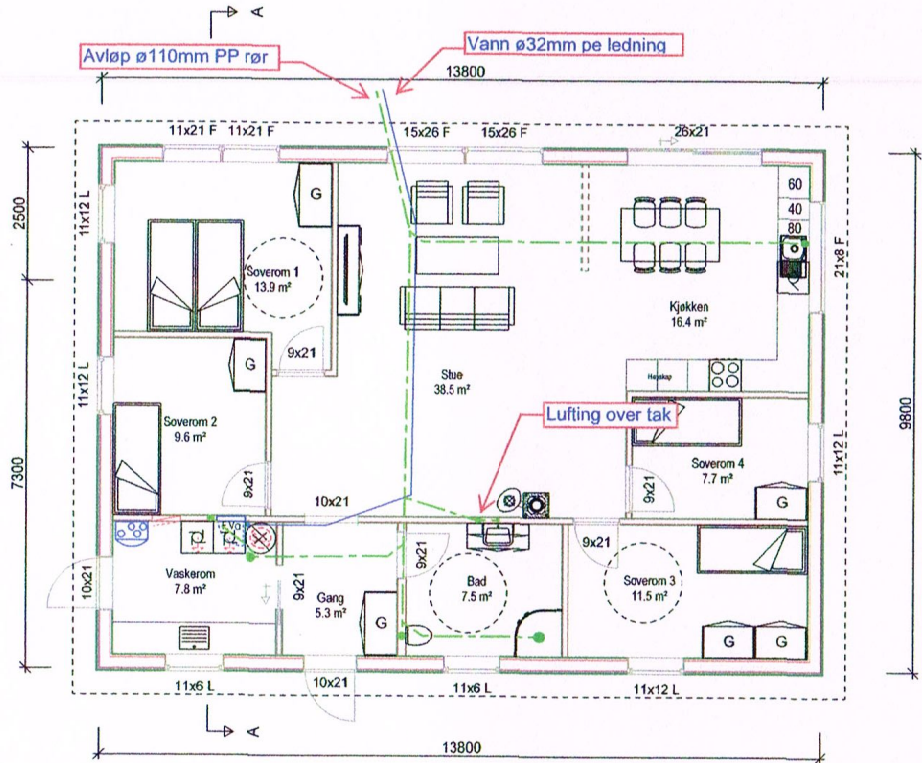 A
Vann ø32mm pe ledning
Avløp ø110mm PP rør
13800
11x21 F 11x21 F 15x26 F 15x26 F 26x21
2500
11x12 L
G
60
40
80
21x8 F
Soverom 1
13.9 m²
Kjøkken
16.4 m²
9x21
G
11x12 L
Stue
38.5 m²
Høyskap
9800
Soverom 2
9.6 m²
Lufting over tak
Soverom 4
7.7 m²
11x12 L
7300
9x21
9x21
G
10x21
Vaskerom
7.8 m²
10x21
9x21
Gang
5.3 m²
G
9x21
Bad
7.5 m²
9x21
Soverom 3
11.5 m²
G
G
11x6 L
10x21
11x6 L
11x12 L
A
13800